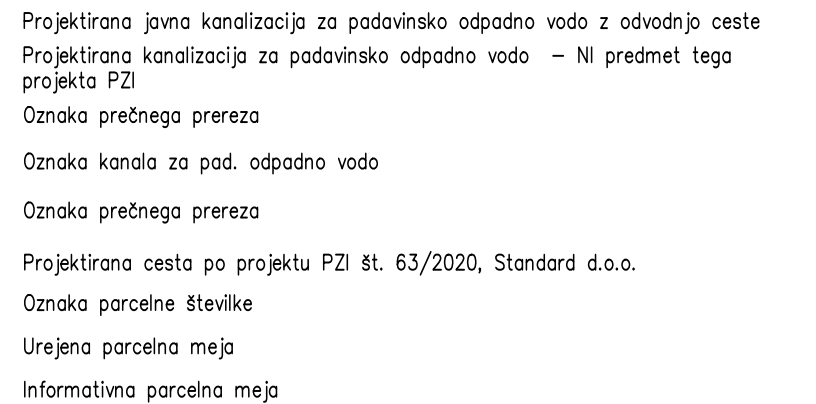 Projektirana javna kanalizacija za padavinsko odpadno vodo z odvodnjo ceste
Projektirana kanalizacija za padavinsko odpadno vodo – NI predmet tega
projekta PZI
Oznaka prečnega prereza
Oznaka kanala za pad. odpadno vodo
Oznaka prečnega prereza
Projektirana cesta po projektu PZI št. 63/2020, Standard d.o.o.
Oznaka parcelne številke
Urejena parcelna meja
Informativna parcelna meja